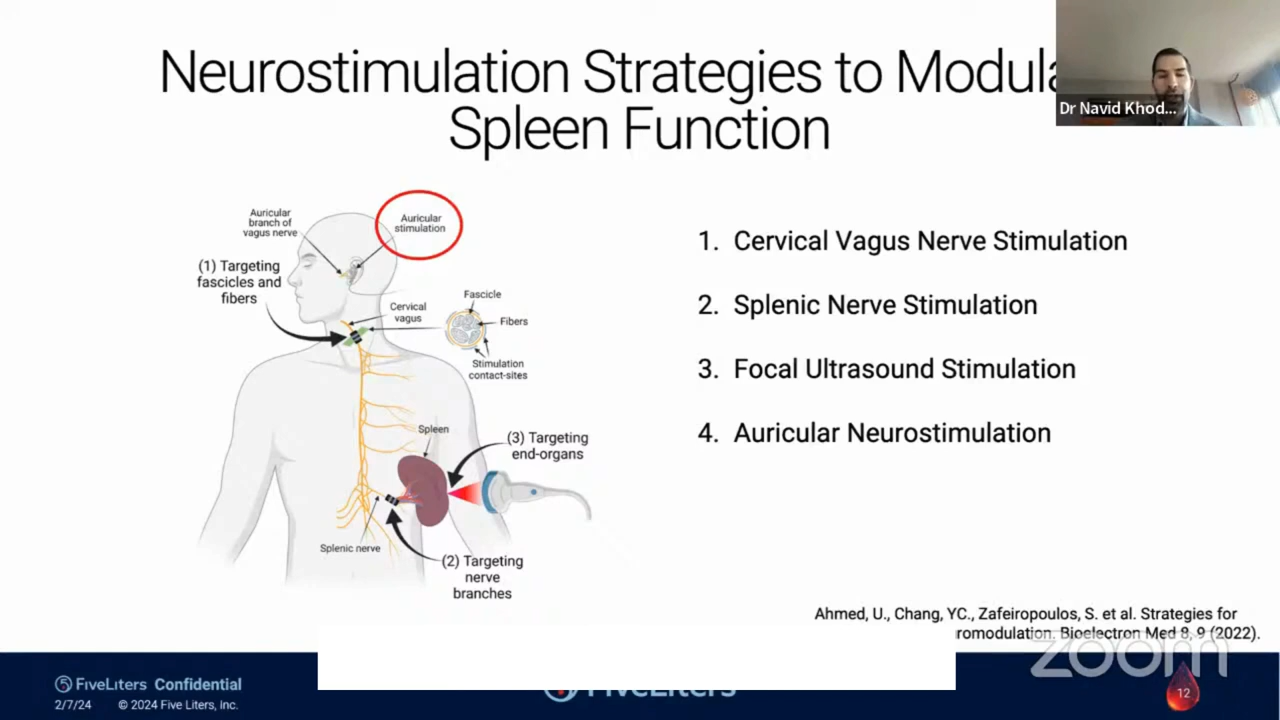 Neurostimulation Strategies to
Spleen Function
Dr Navid Khod...
Auricular
branch of
vagus nerve
Auricular
stimulation
(1) Targeting
fascicles and
fibers
Cervical
vagus
Fascicle
Fibers
Stimulation
contact-sites
Spleen
(3) Targeting
end-organs
Splenic nerve
(2) Targeting
nerve
branches
1. Cervical Vagus Nerve Stimulation
2. Splenic Nerve Stimulation
3. Focal Ultrasound Stimulation
4. Auricular Neurostimulation
Ahmed, U., Chang, YC., Zafeiropoulos, S. et al. Strategies for
Bioelectron Med 8, 9 (2022).
zoom
FIVELITERS Confidential
2/7/24 © 2024 Five Liters, Inc.
FIVELITERS
12